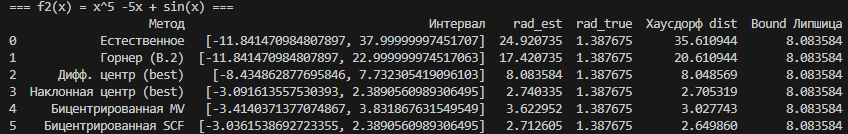 === f2(x) = x^5 -5x + sin(x) ===
Метод Интервал rad_est rad_true Хаусдорф dist Bound Липшица
0 Естественное [-11.841470984807897, 37.99999997451707] 24.920735 1.387675 35.610944 8.083584
1 Горнер (B.2) [-11.841470984807897, 22.999999974517063] 17.420735 1.387675 20.610944 8.083584
2 Дифф. центр (best) [-8.434862877695846, 7.732305419096103] 8.083584 1.387675 8.048569 8.083584
3 Наклонная центр (best) [-3.091613557530393, 2.3890560989306495] 2.740335 1.387675 2.705319 8.083584
4 Бицентрированная MV [-3.4140371377074867, 3.831867631549549] 3.622952 1.387675 3.027743 8.083584
5 Бицентрированная SCF [-3.0361538692723355, 2.3890560989306495] 2.712605 1.387675 2.649860 8.083584